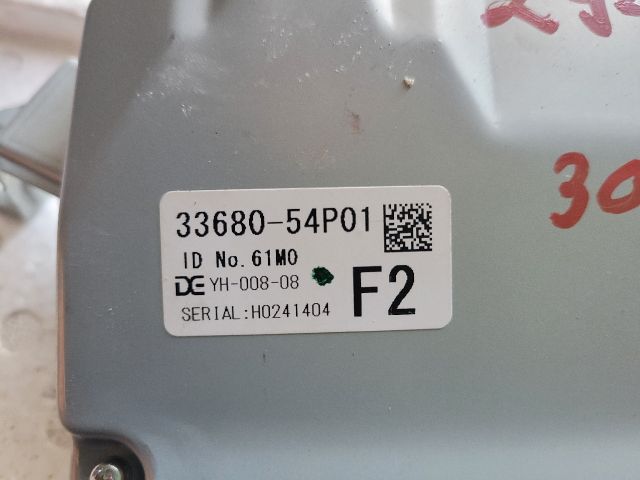 30
33680-54P01
ID No. 61M0
DE YH-008-08
F2
SERIAL:H0241404